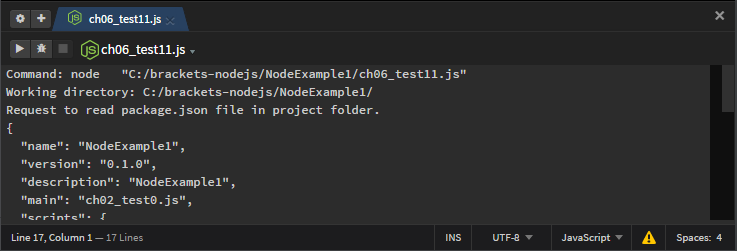 ch06_test11.js
ch06_test11.js
Command: node   "C:/brackets-nodejs/NodeExample1/ch06_test11.js"
Working directory: C:/brackets-nodejs/NodeExample1/
Request to read package.json file in project folder.
{
  "name": "NodeExample1",
  "version": "0.1.0",
  "description": "NodeExample1",
  "main": "ch02_test0.js",
  "scripts": {
Line 17, Column 1 — 17 Lines INS UTF-8 JavaScript Spaces: 4